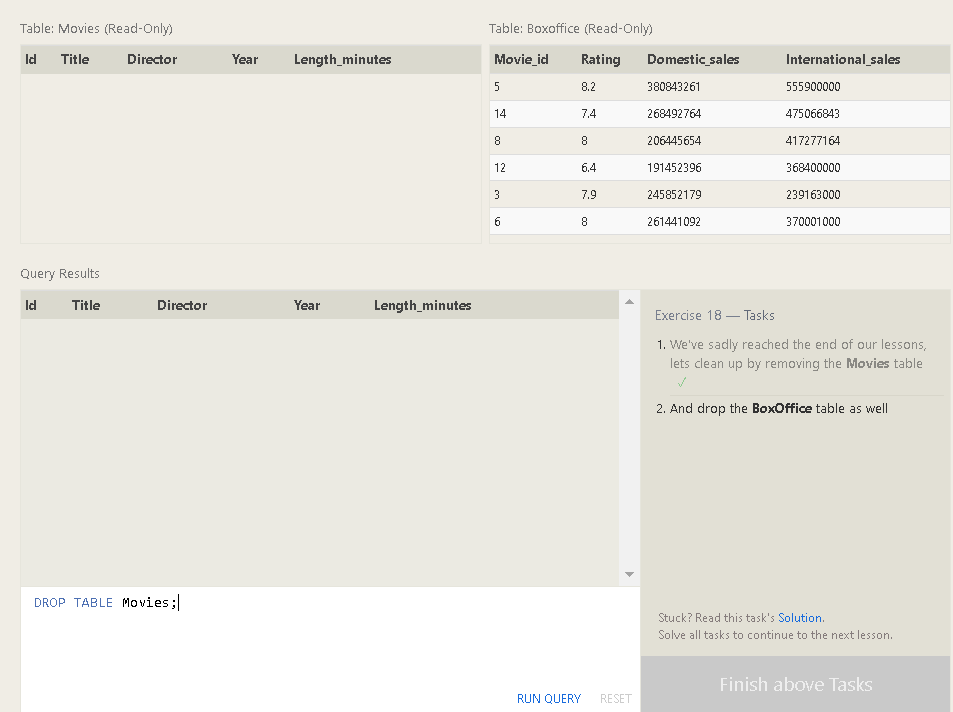 Table: Movies (Read-Only)
Id Title Director Year Length_minutes
Table: Boxoffice (Read-Only)
Movie_id Rating Domestic_sales International_sales
5 8.2 380843261 555900000
14 7.4 268492764 475066843
8 8 206445654 417277164
12 6.4 191452396 368400000
3 7.9 245852179 239163000
6 8 261441092 370001000
Query Results
Id Title Director Year Length_minutes
DROP TABLE Movies;
RUN QUERY RESET
Exercise 18 — Tasks
1. We've sadly reached the end of our lessons,
lets clean up by removing the Movies table
✓
2. And drop the BoxOffice table as well
Stuck? Read this task's Solution.
Solve all tasks to continue to the next lesson.
Finish above Tasks